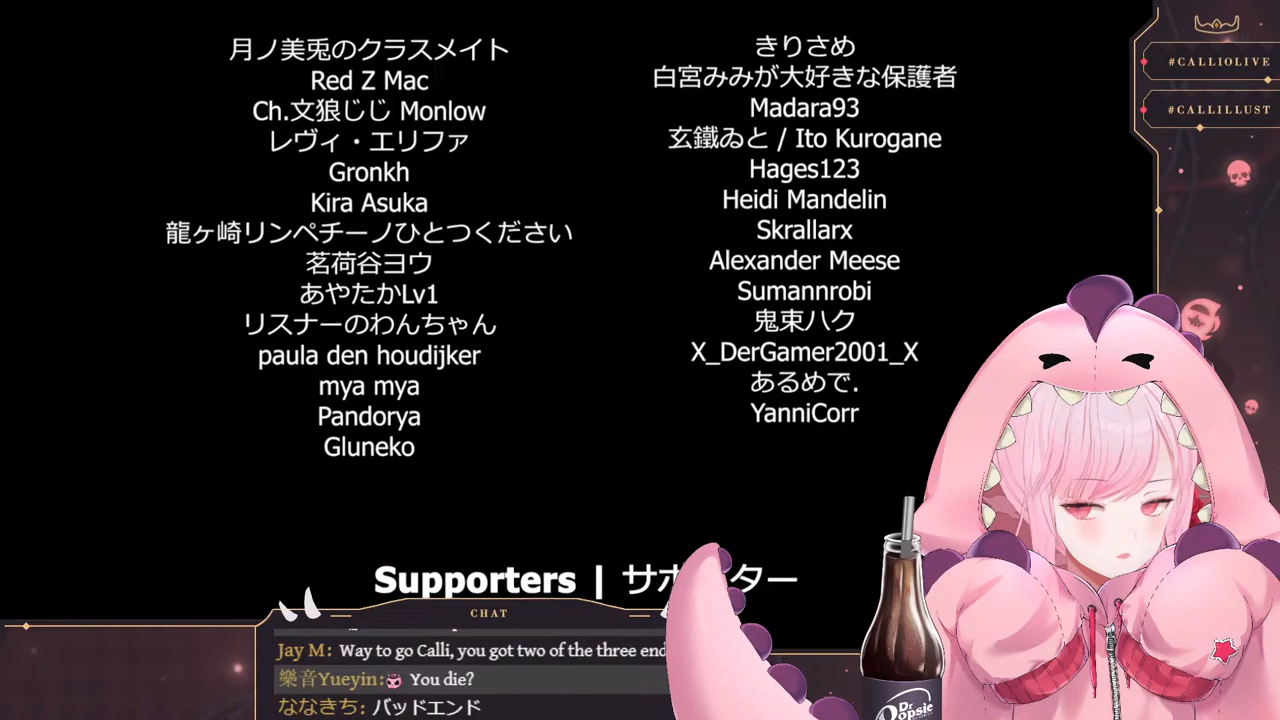 月ノ美兎のクラスメイト
Red Z Mac
Ch.文狼じじ Monlow
レヴィ・エリファ
Gronkh
Kira Asuka
龍ヶ崎リンペチーノひとつください
茗荷谷ヨウ
あやたかLv1
リスナーのわんちゃん
paula den houdijker
mya mya
Pandorya
Gluneko
きりさめ
白宮みみが大好きな保護者
Madara93
玄鐵ゐと / Ito Kurogane
Hages123
Heidi Mandelin
Skrallarx
Alexander Meese
Sumannrobi
鬼束ハク
X_DerGamer2001_X
あるめで.
YanniCorr
Supporters | サポーター
#CALLIOLIVE
#CALLILLUST
CHAT
Jay M: Way to go Calli, you got two of the three end
樂音Yueyin: You die?
ななきち: バッドエンド
Dr
Popsie